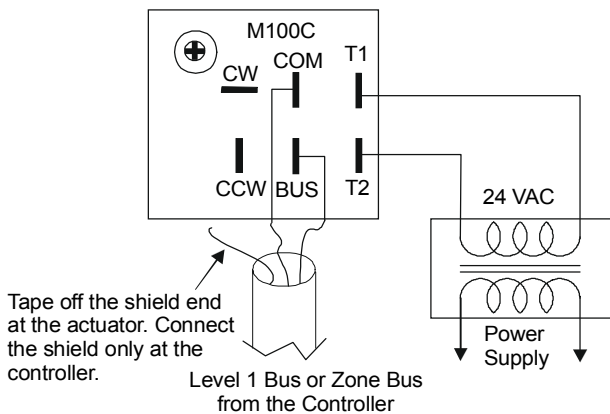 M100C
COM
T1
CW
CCW
BUS
T2
24 VAC
Tape off the shield end
at the actuator. Connect
the shield only at the
controller.
Power
Supply
Level 1 Bus or Zone Bus
from the Controller